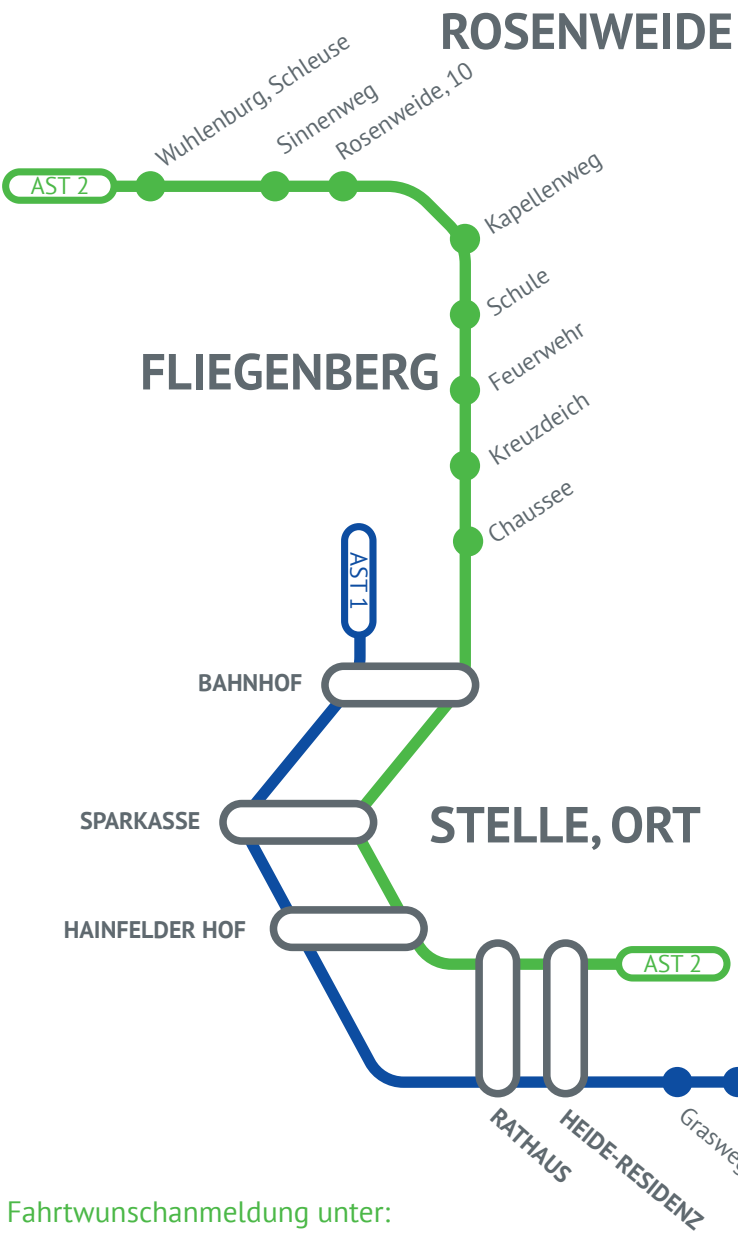 ROSENWEIDE
Wuhlenburg, Schleuse
Sinnenweg
Rosenweide, 10
AST 2
Kapellenweg
Schule
FLIEGENBERG
Feuerwehr
Kreuzdeich
Chaussee
AST 1
BAHNHOF
SPARKASSE
STELLE, ORT
HAINFELDER HOF
AST 2
RATHAUS
HEIDE-RESIDENZ
Grasweg
Fahrtwunschanmeldung unter: